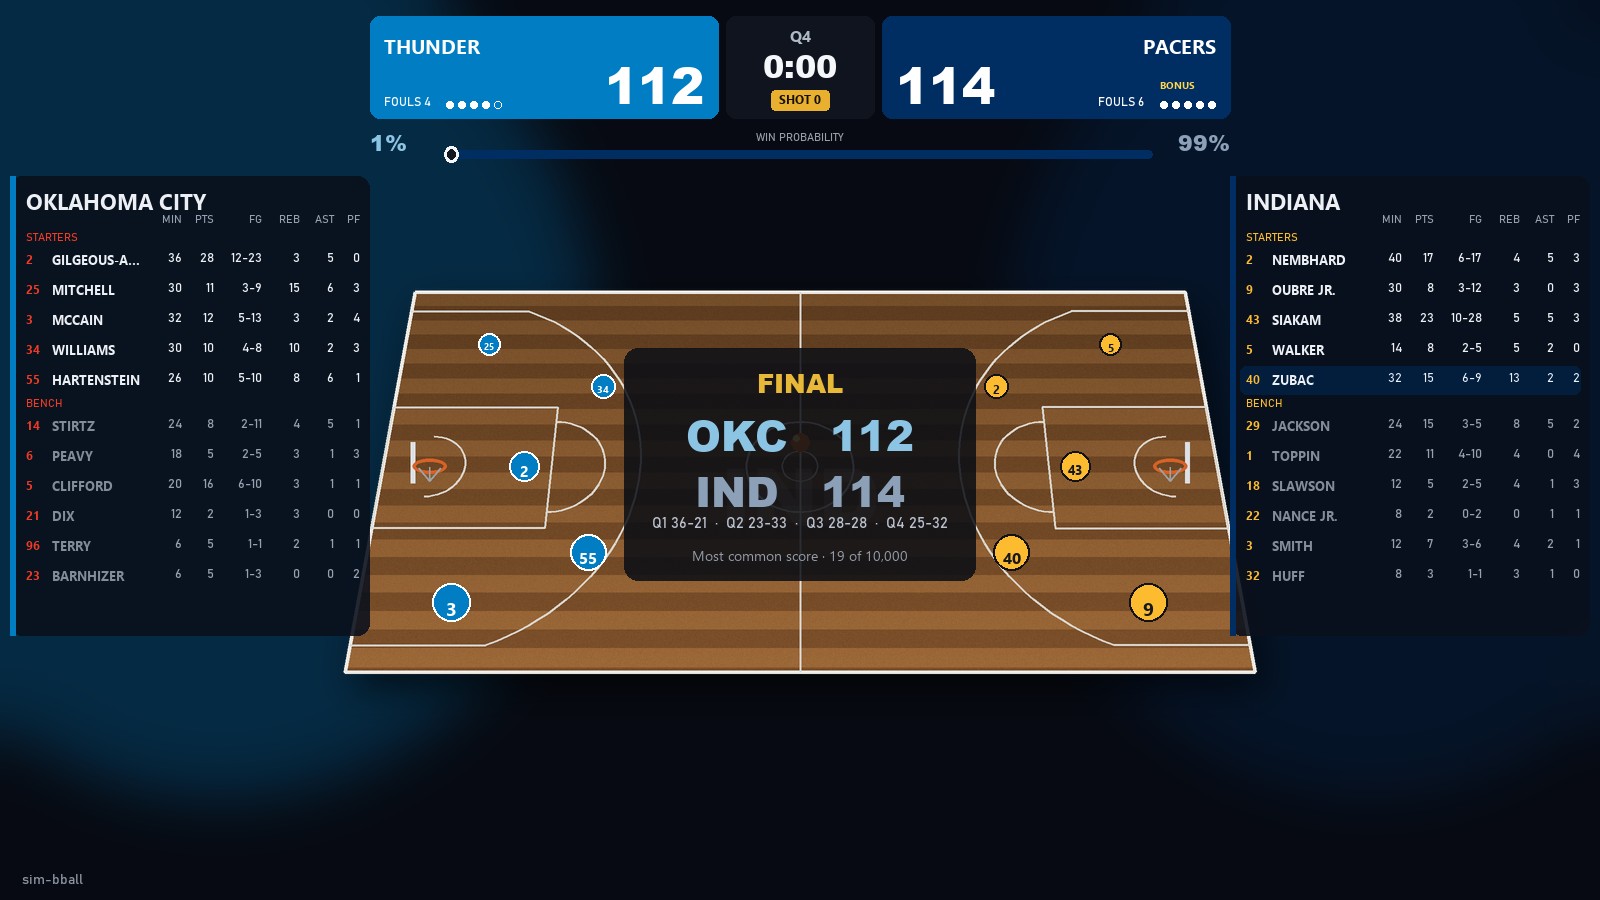 THUNDER
112
FOULS 4
Q4
0:00
SHOT 0
PACERS
114
BONUS
FOULS 6
1%
WIN PROBABILITY
99%
OKLAHOMA CITY
MIN PTS FG REB AST PF
STARTERS
2 GILGEOUS-A... 36 28 12-23 3 5 0
25 MITCHELL 30 11 3-9 15 6 3
3 MCCAIN 32 12 5-13 3 2 4
34 WILLIAMS 30 10 4-8 10 2 3
55 HARTENSTEIN 26 10 5-10 8 6 1
BENCH
14 STIRTZ 24 8 2-11 4 5 1
6 PEAVY 18 5 2-5 3 1 3
5 CLIFFORD 20 16 6-10 3 1 1
21 DIX 12 2 1-3 3 0 0
96 TERRY 6 5 1-1 2 1 1
23 BARNHIZER 6 5 1-3 0 0 2
25
34
2
55
3
FINAL
OKC 112
IND 114
Q1 36-21 · Q2 23-33 · Q3 28-28 · Q4 25-32
Most common score · 19 of 10,000
5
2
43
40
9
INDIANA
MIN PTS FG REB AST PF
STARTERS
2 NEMBHARD 40 17 6-17 4 5 3
9 OUBRE JR. 30 8 3-12 3 0 3
43 SIAKAM 38 23 10-28 5 5 3
5 WALKER 14 8 2-5 5 2 0
40 ZUBAC 32 15 6-9 13 2 2
BENCH
29 JACKSON 24 15 3-5 8 5 2
1 TOPPIN 22 11 4-10 4 0 4
18 SLAWSON 12 5 2-5 4 1 3
22 NANCE JR. 8 2 0-2 0 1 1
3 SMITH 12 7 3-6 4 2 1
32 HUFF 8 3 1-1 3 1 0
sim-bball